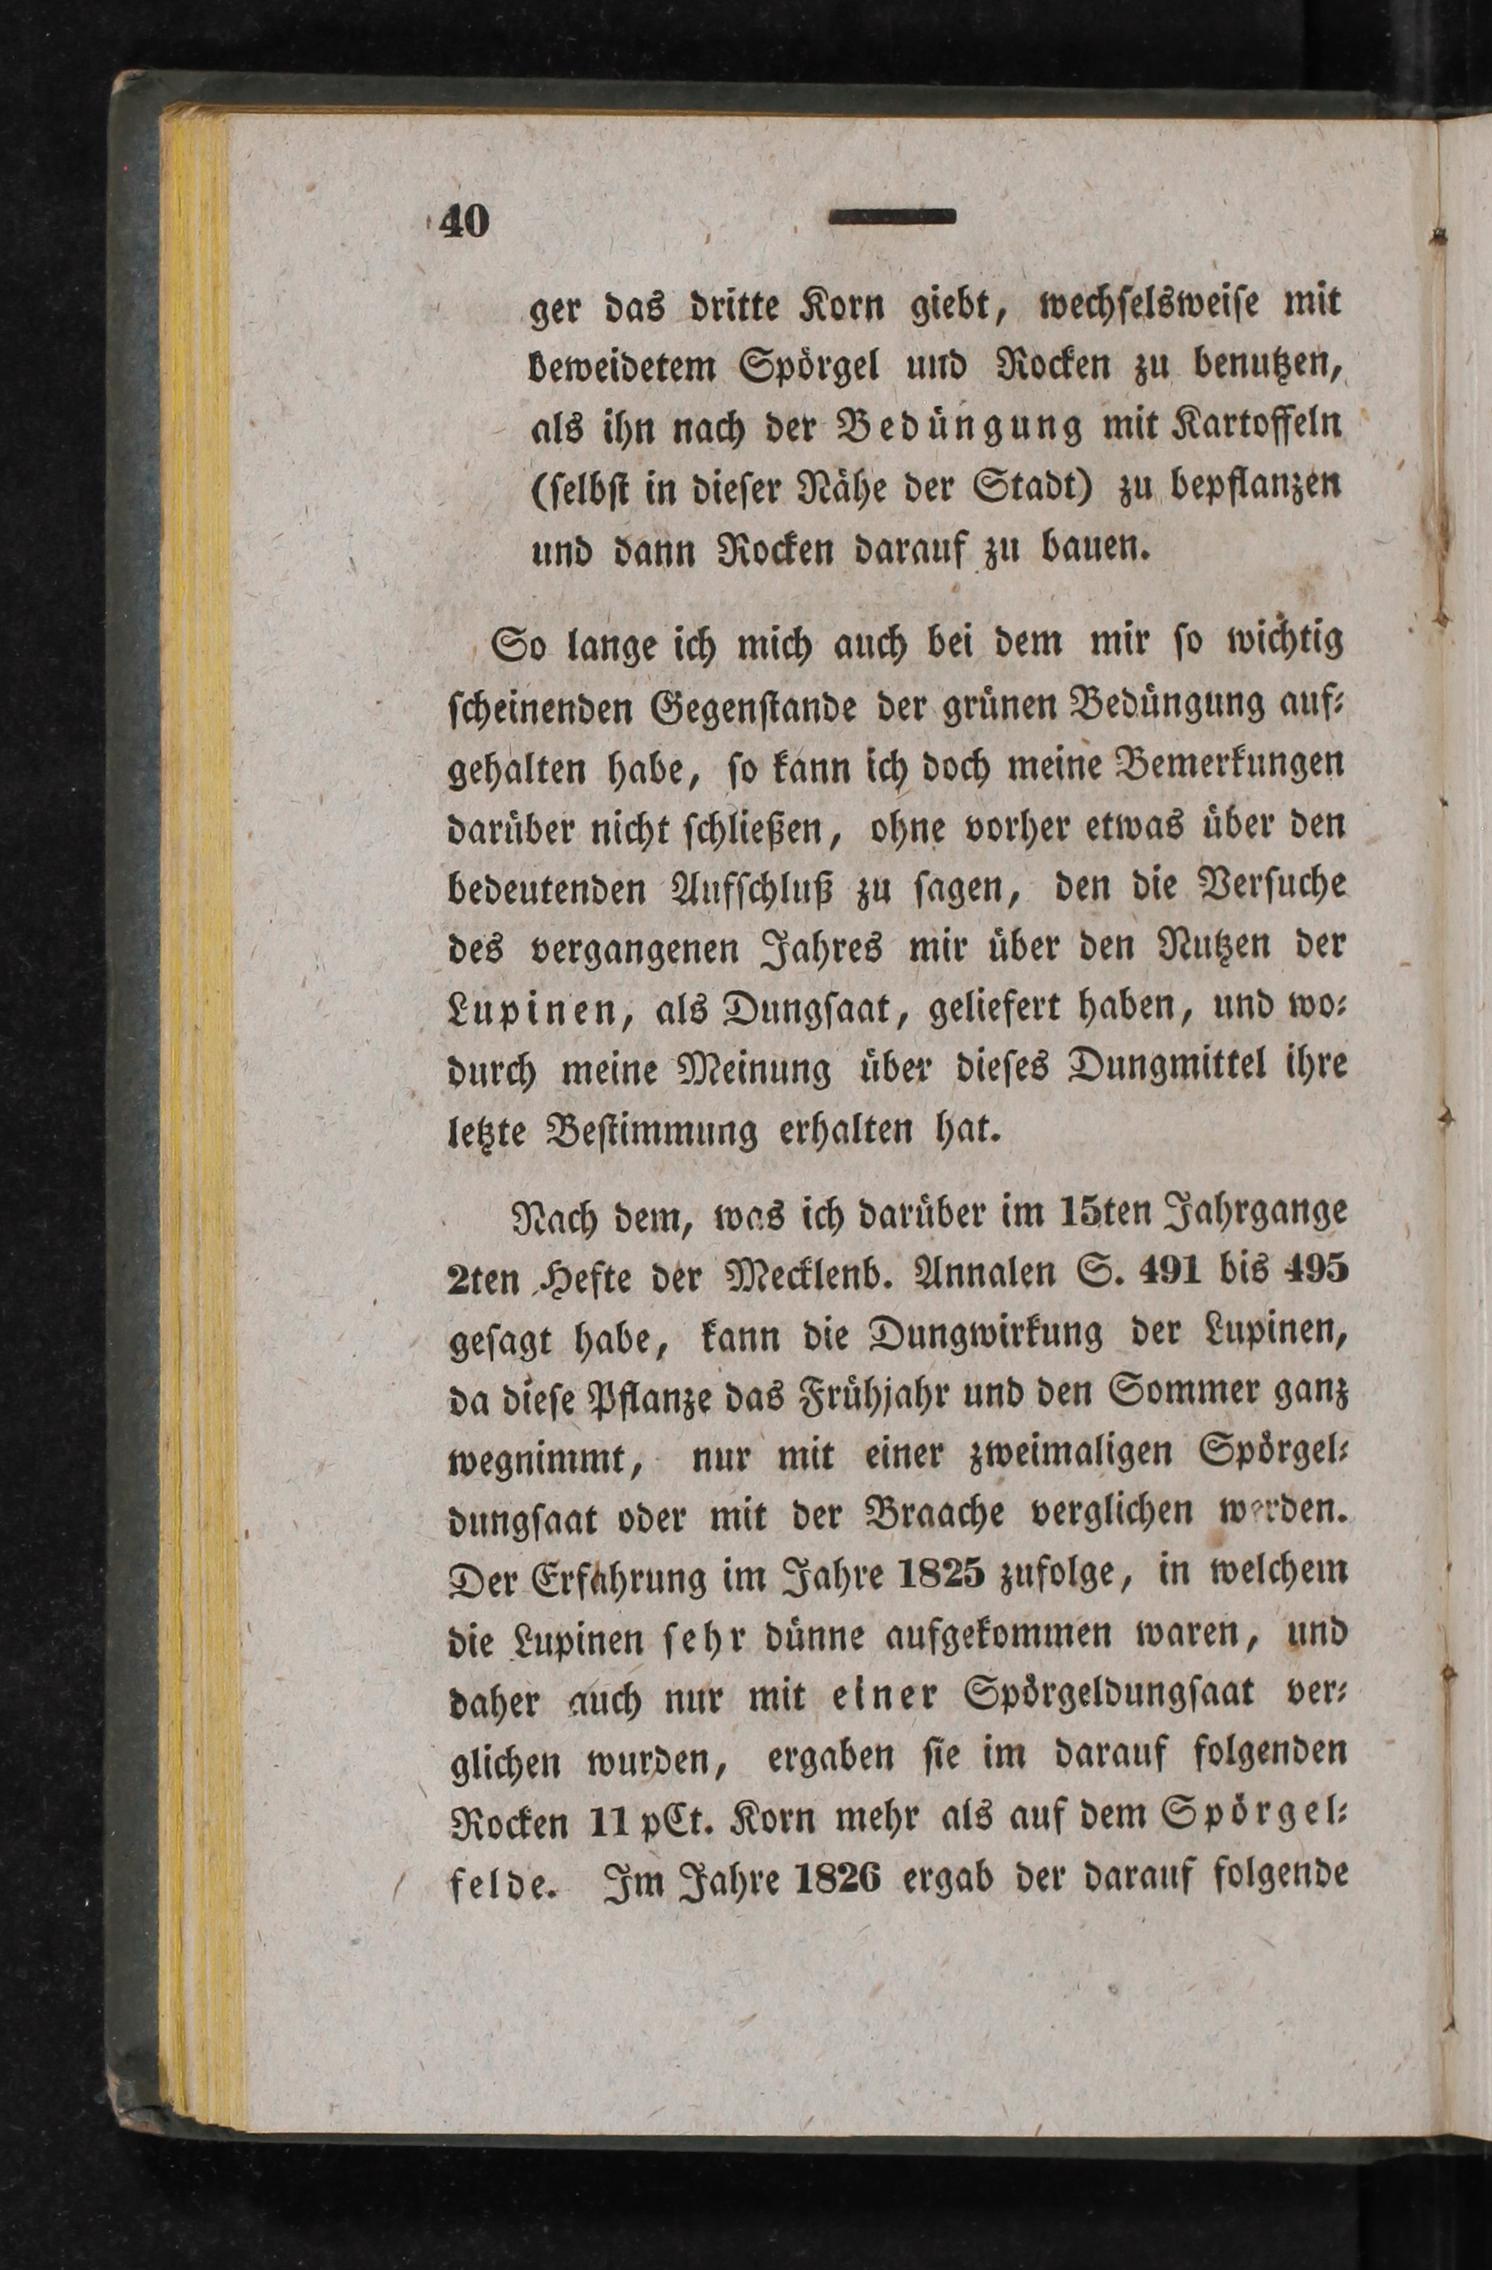 40
ger das dritte Korn giebt, wechſelsweiſe mit
beweidetem Spörgel und Rocken zu benutzen,
als ihn nach der Bedüngung mit Kartoffeln
(ſelbſt in dieſer Nähe der Stadt) zu bepflanzen
und dann Rocken darauf zu bauen.
So lange ich mich auch bei dem mir ſo wichtig
ſcheinenden Gegenſtande der grünen Bedüngung auf⸗
gehalten habe, ſo kann ich doch meine Bemerkungen
darüber nicht ſchließen, ohne vorher etwas über den
bedeutenden Aufſchluß zu ſagen, den die Verſuche
des vergangenen Jahres mir über den Nutzen der
Lupinen, als Dungſaat, geliefert haben, und wo⸗
durch meine Meinung über dieſes Dungmittel ihre
letzte Beſtimmung erhalten hat.
Nach dem, was ich darüber im 15ten Jahrgange
2ten Hefte der Mecklenb. Annalen S. 491 bis 495
geſagt habe, kann die Dungwirkung der Lupinen,
da dieſe Pflanze das Frühjahr und den Sommer ganz
wegnimmt, nur mit einer zweimaligen Spörgel⸗
dungſaat oder mit der Braache verglichen werden.
Der Erfahrung im Jahre 1825 zufolge, in welchem
die Lupinen ſehr dünne aufgekommen waren, und
daher auch nur mit einer Spörgeldungſaat ver⸗
glichen wurden, ergaben ſie im darauf folgenden
Rocken 11 pCt. Korn mehr als auf dem Spörgel⸗
felde. Im Jahre 1826 ergab der darauf folgende